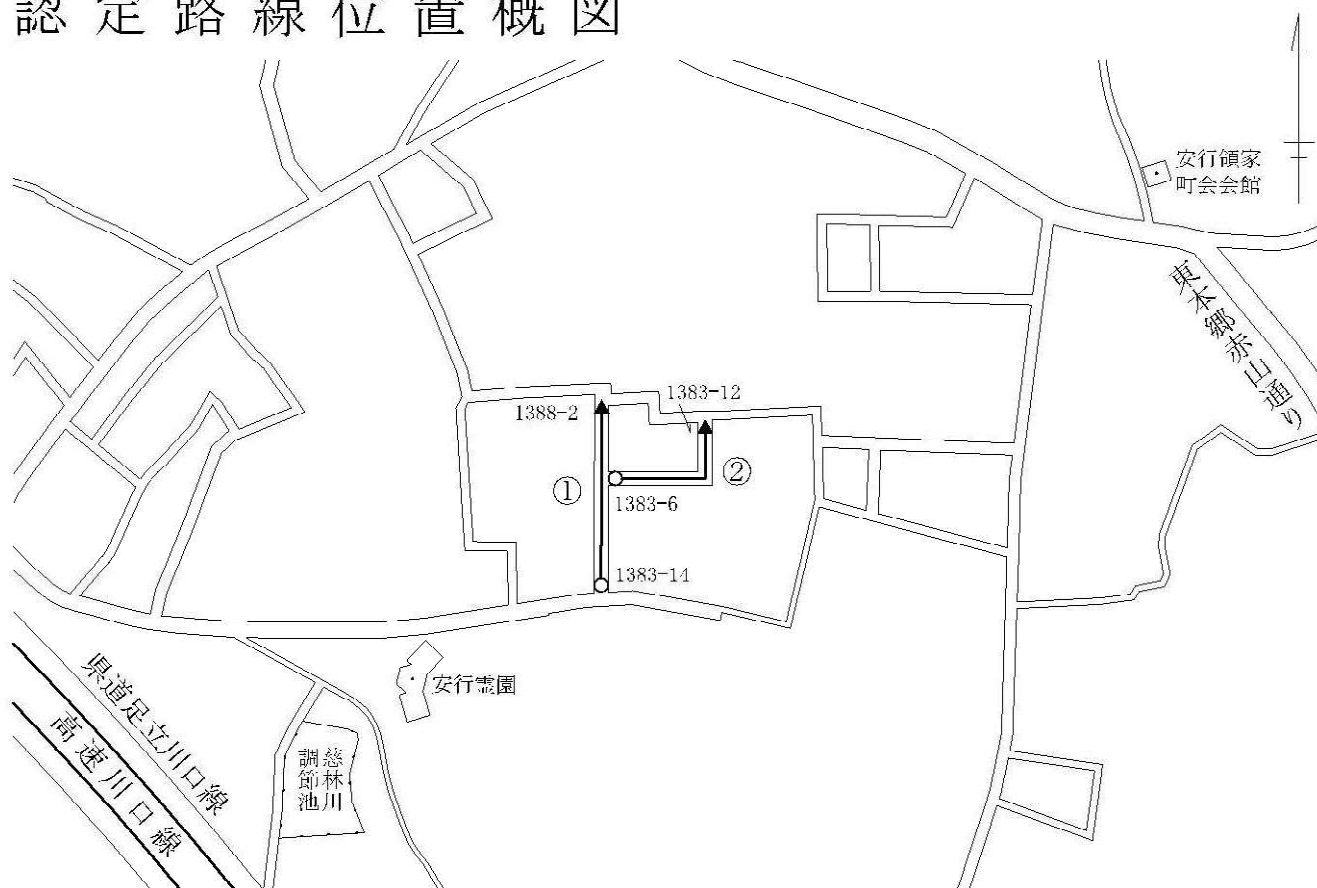 認定路線位置概図
安行領家
町会会館
東本郷赤山通り
1383-12
1388-2
②
①
1383-6
1383-14
安行霊園
県道足立川口線
高速川口線
慈林川
調節池